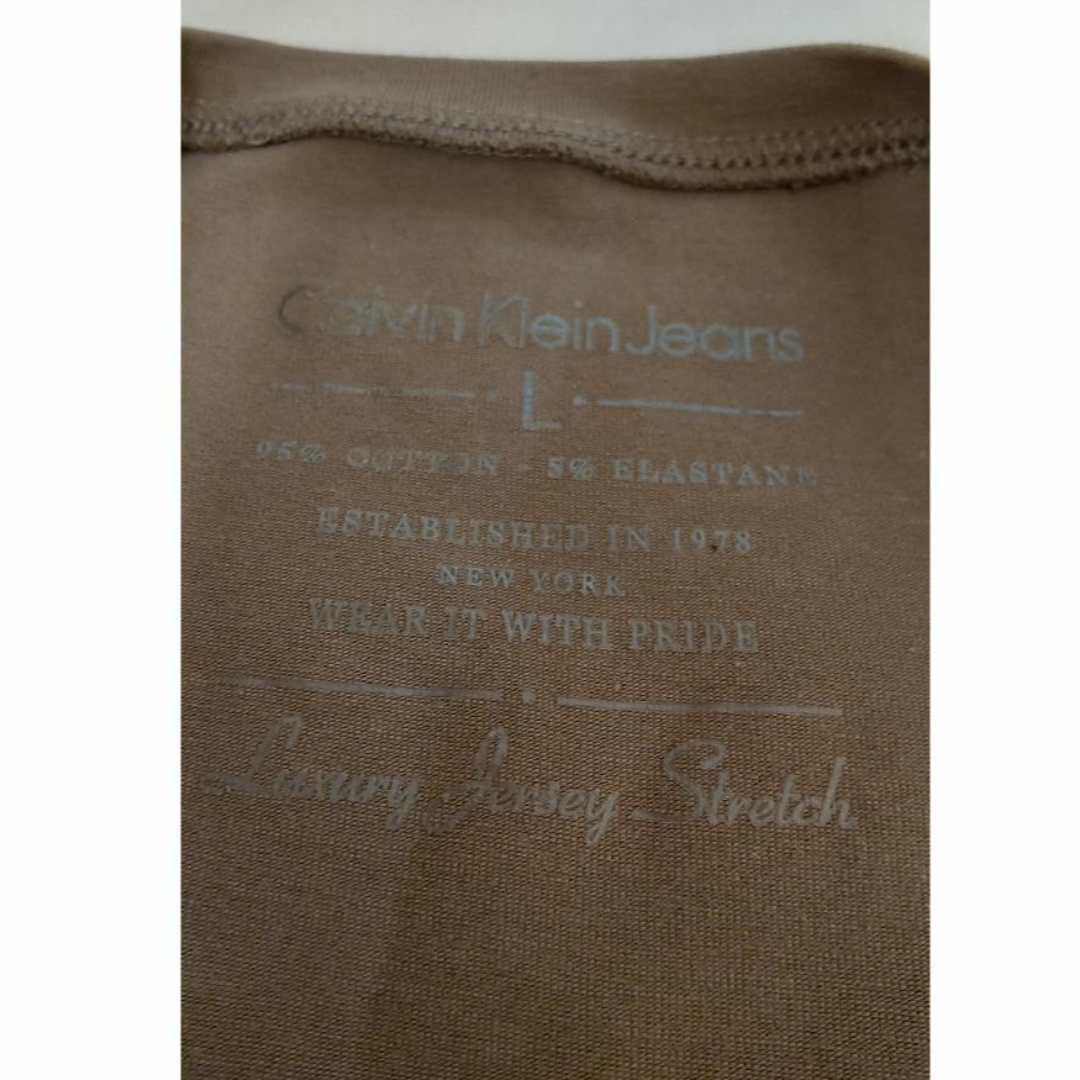 Calvin Klein Jeans
L
95% COTTON - 5% ELASTANE
ESTABLISHED IN 1978
NEW YORK
WEAR IT WITH PRIDE
Luxury Jersey Stretch